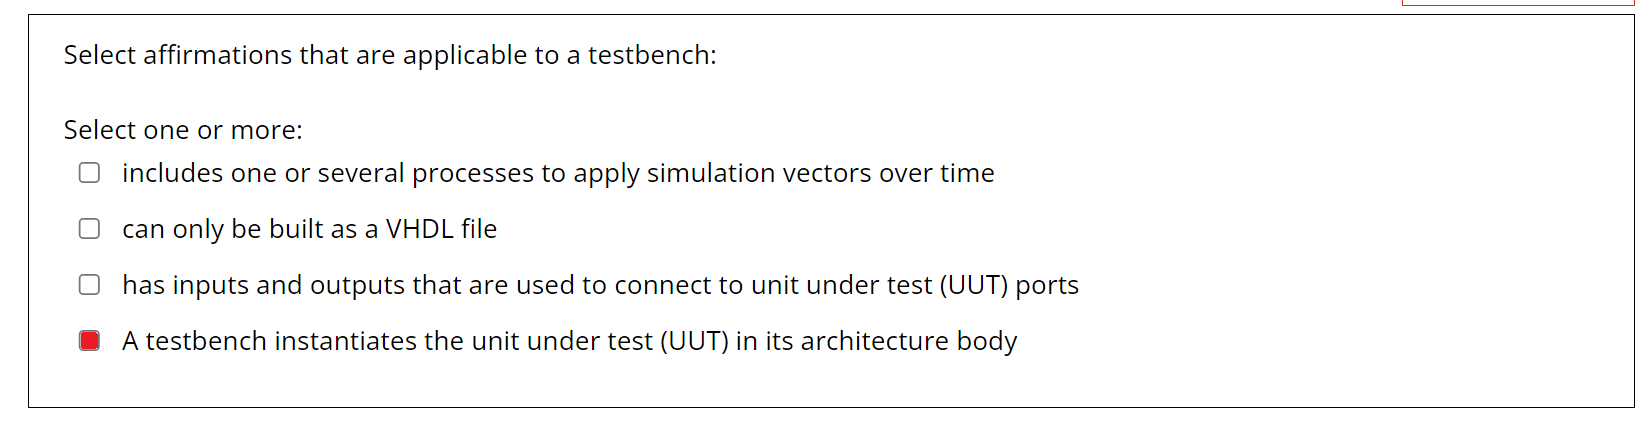 Select affirmations that are applicable to a testbench:
Select one or more:
includes one or several processes to apply simulation vectors over time
can only be built as a VHDL file
has inputs and outputs that are used to connect to unit under test (UUT) ports
A testbench instantiates the unit under test (UUT) in its architecture body